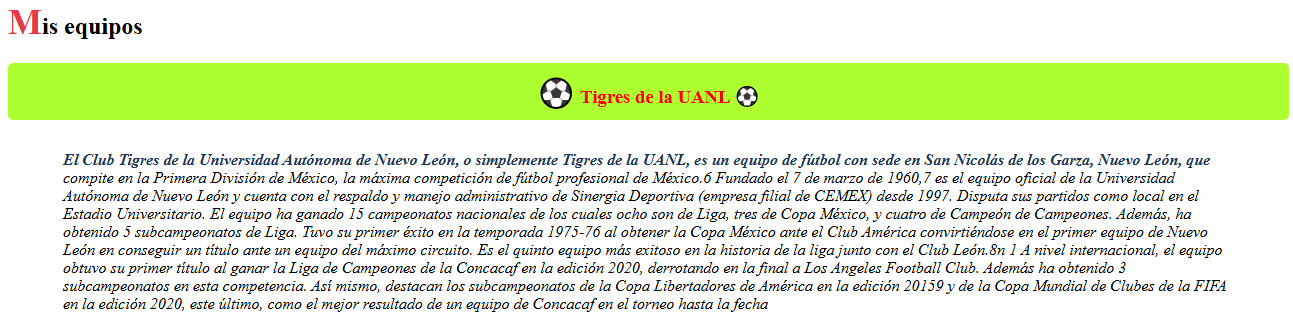 Mis equipos
Tigres de la UANL
El Club Tigres de la Universidad Autónoma de Nuevo León, o simplemente Tigres de la UANL, es un equipo de fútbol con sede en San Nicolás de los Garza, Nuevo León, que
compite en la Primera División de México, la máxima competición de fútbol profesional de México.6 Fundado el 7 de marzo de 1960,7 es el equipo oficial de la Universidad
Autónoma de Nuevo León y cuenta con el respaldo y manejo administrativo de Sinergia Deportiva (empresa filial de CEMEX) desde 1997. Disputa sus partidos como local en el
Estadio Universitario. El equipo ha ganado 15 campeonatos nacionales de los cuales ocho son de Liga, tres de Copa México, y cuatro de Campeón de Campeones. Además, ha
obtenido 5 subcampeonatos de Liga. Tuvo su primer éxito en la temporada 1975-76 al obtener la Copa México ante el Club América convirtiéndose en el primer equipo de Nuevo
León en conseguir un título ante un equipo del máximo circuito. Es el quinto equipo más exitoso en la historia de la liga junto con el Club León.8n 1 A nivel internacional, el equipo
obtuvo su primer título al ganar la Liga de Campeones de la Concacaf en la edición 2020, derrotando en la final a Los Angeles Football Club. Además ha obtenido 3
subcampeonatos en esta competencia. Así mismo, destacan los subcampeonatos de la Copa Libertadores de América en la edición 20159 y de la Copa Mundial de Clubes de la FIFA
en la edición 2020, este último, como el mejor resultado de un equipo de Concacaf en el torneo hasta la fecha